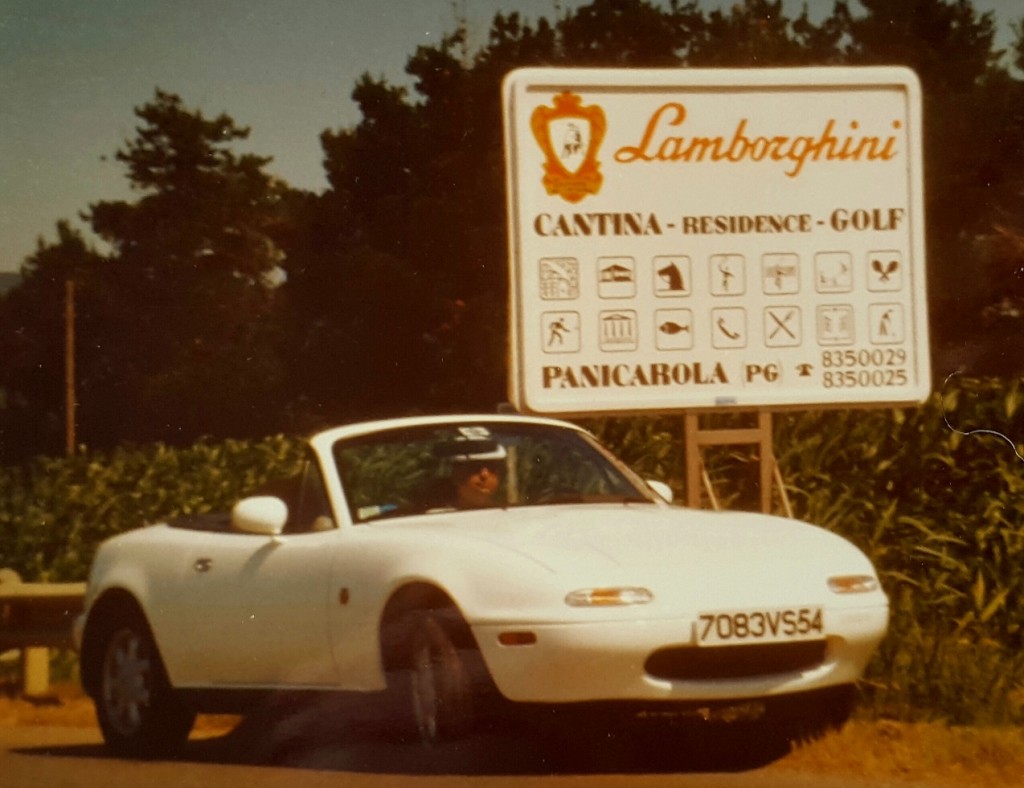 Lamborghini
CANTINA - RESIDENCE - GOLF
PANICAROLA PG ☎ 8350029
8350025
7083VS54